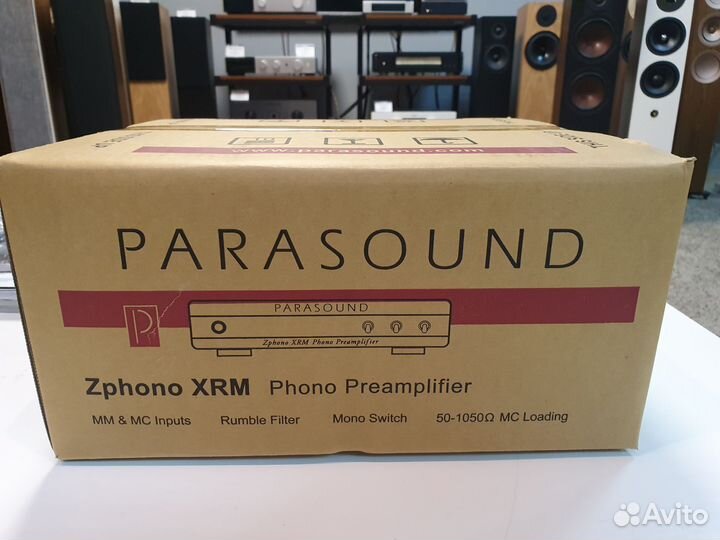 www.parasound.com
PARASOUND
P
PARASOUND
Zphono XRM Phono Preamplifier
Zphono XRM Phono Preamplifier
MM & MC Inputs Rumble Filter Mono Switch 50-1050Ω MC Loading
Avito